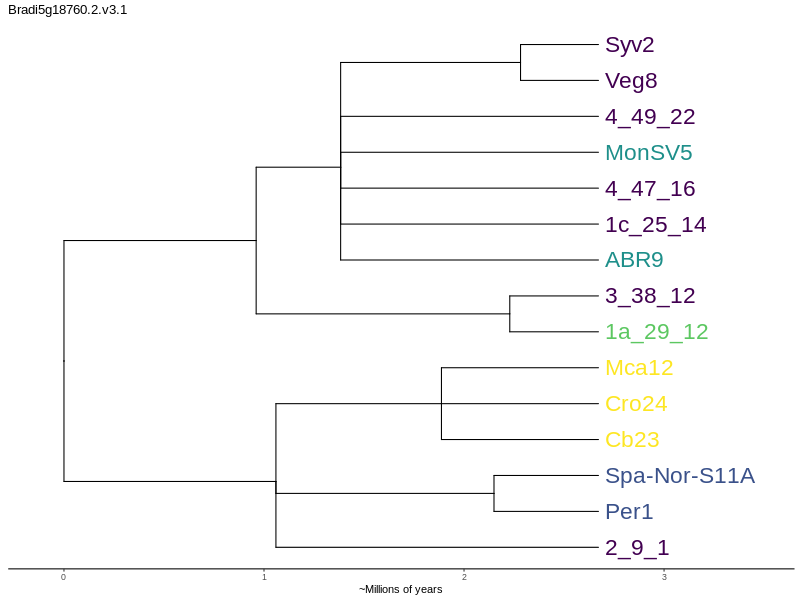 Bradi5g18760.2.v3.1
Syv2
Veg8
4_49_22
MonSV5
4_47_16
1c_25_14
ABR9
3_38_12
1a_29_12
Mca12
Cro24
Cb23
Spa-Nor-S11A
Per1
2_9_1
0 1 2 3
~Millions of years